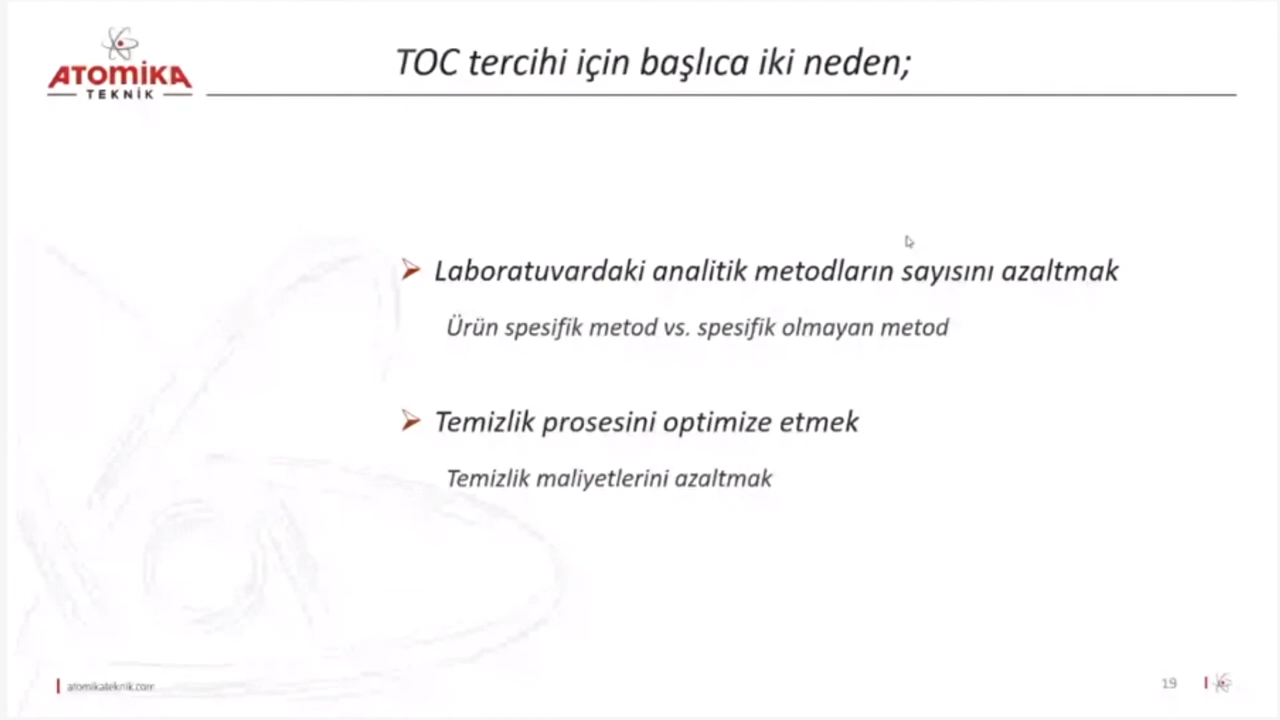 ATOMİKA
TEKNİK
TOC tercihi için başlıca iki neden;
Laboratuvardaki analitik metodların sayısını azaltmak
Ürün spesifik metod vs. spesifik olmayan metod
Temizlik prosesini optimize etmek
Temizlik maliyetlerini azaltmak
atomikateknik.com
19